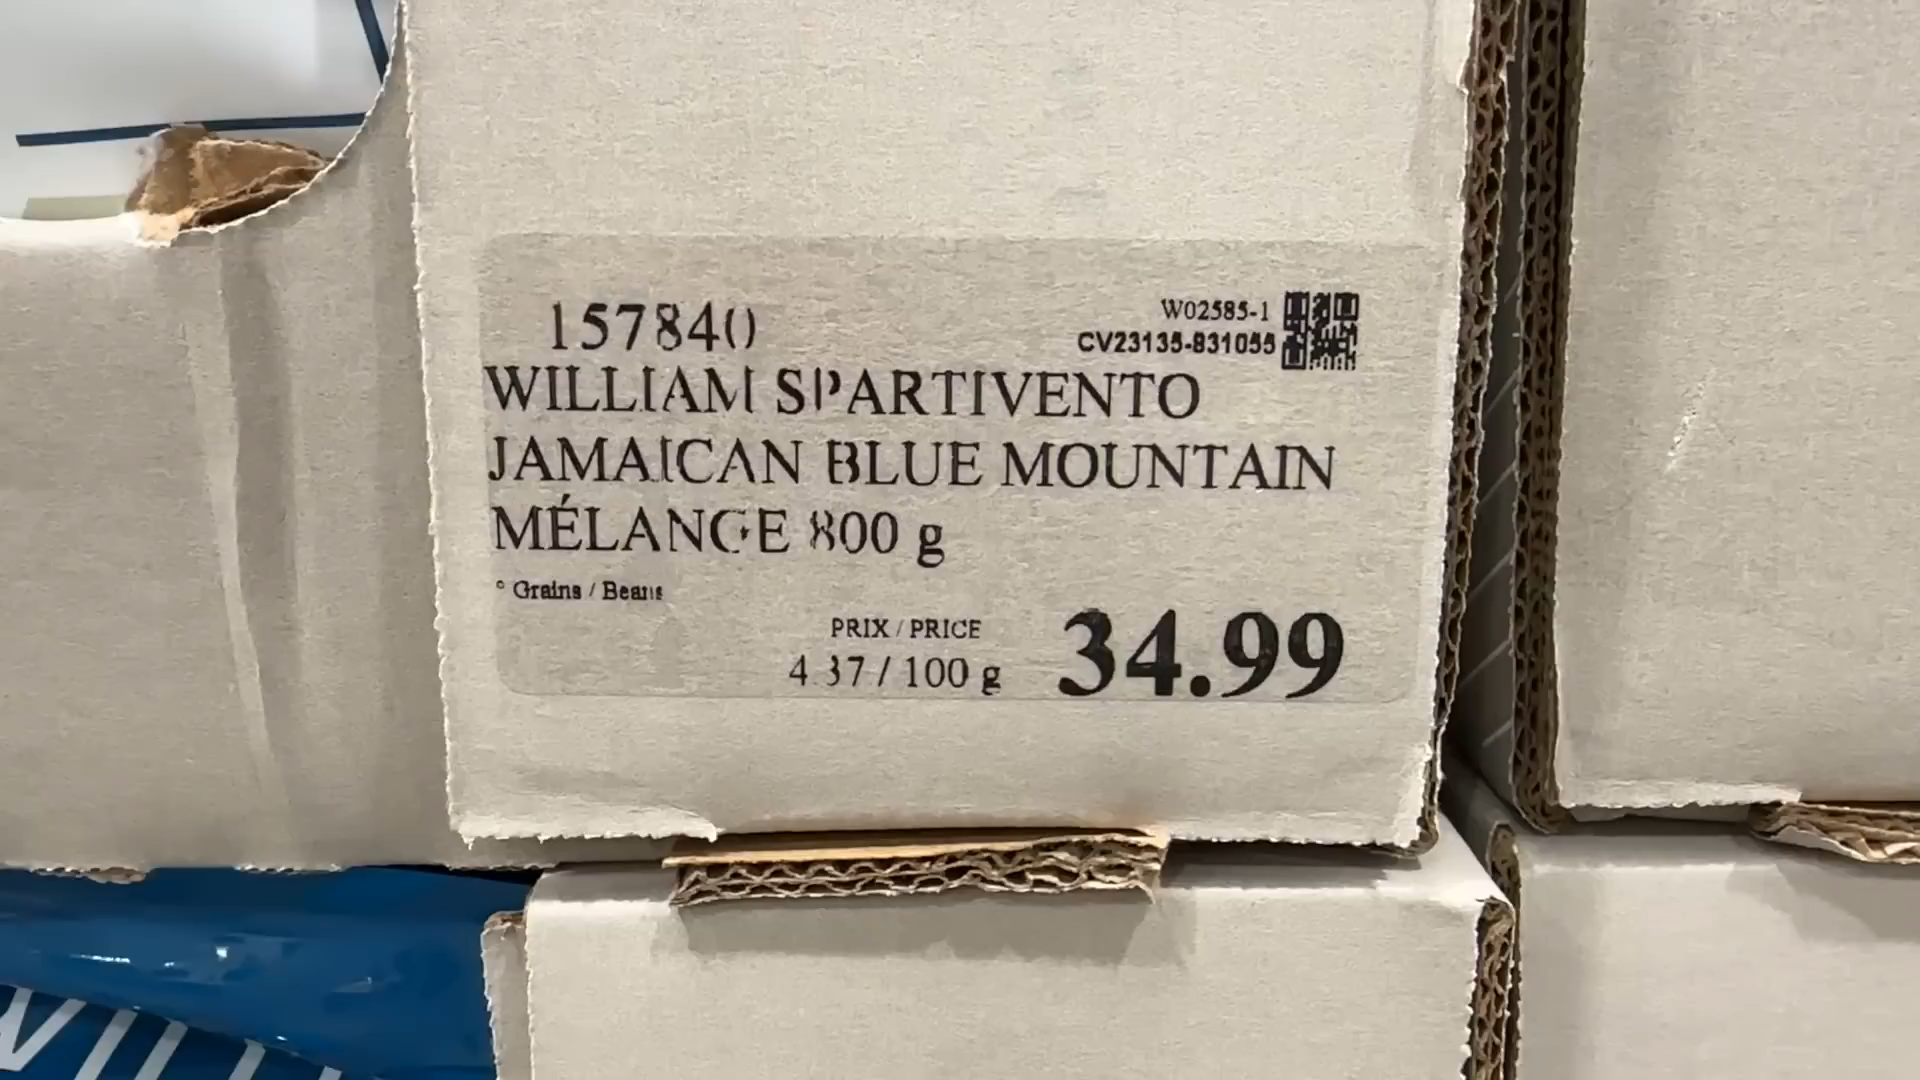 157840
W02585-1
CV23135-831055
WILLIAM SPARTIVENTO
JAMAICAN BLUE MOUNTAIN
MÉLANGE 800 g
° Grains / Beans
PRIX / PRICE
4.37 / 100 g
34.99